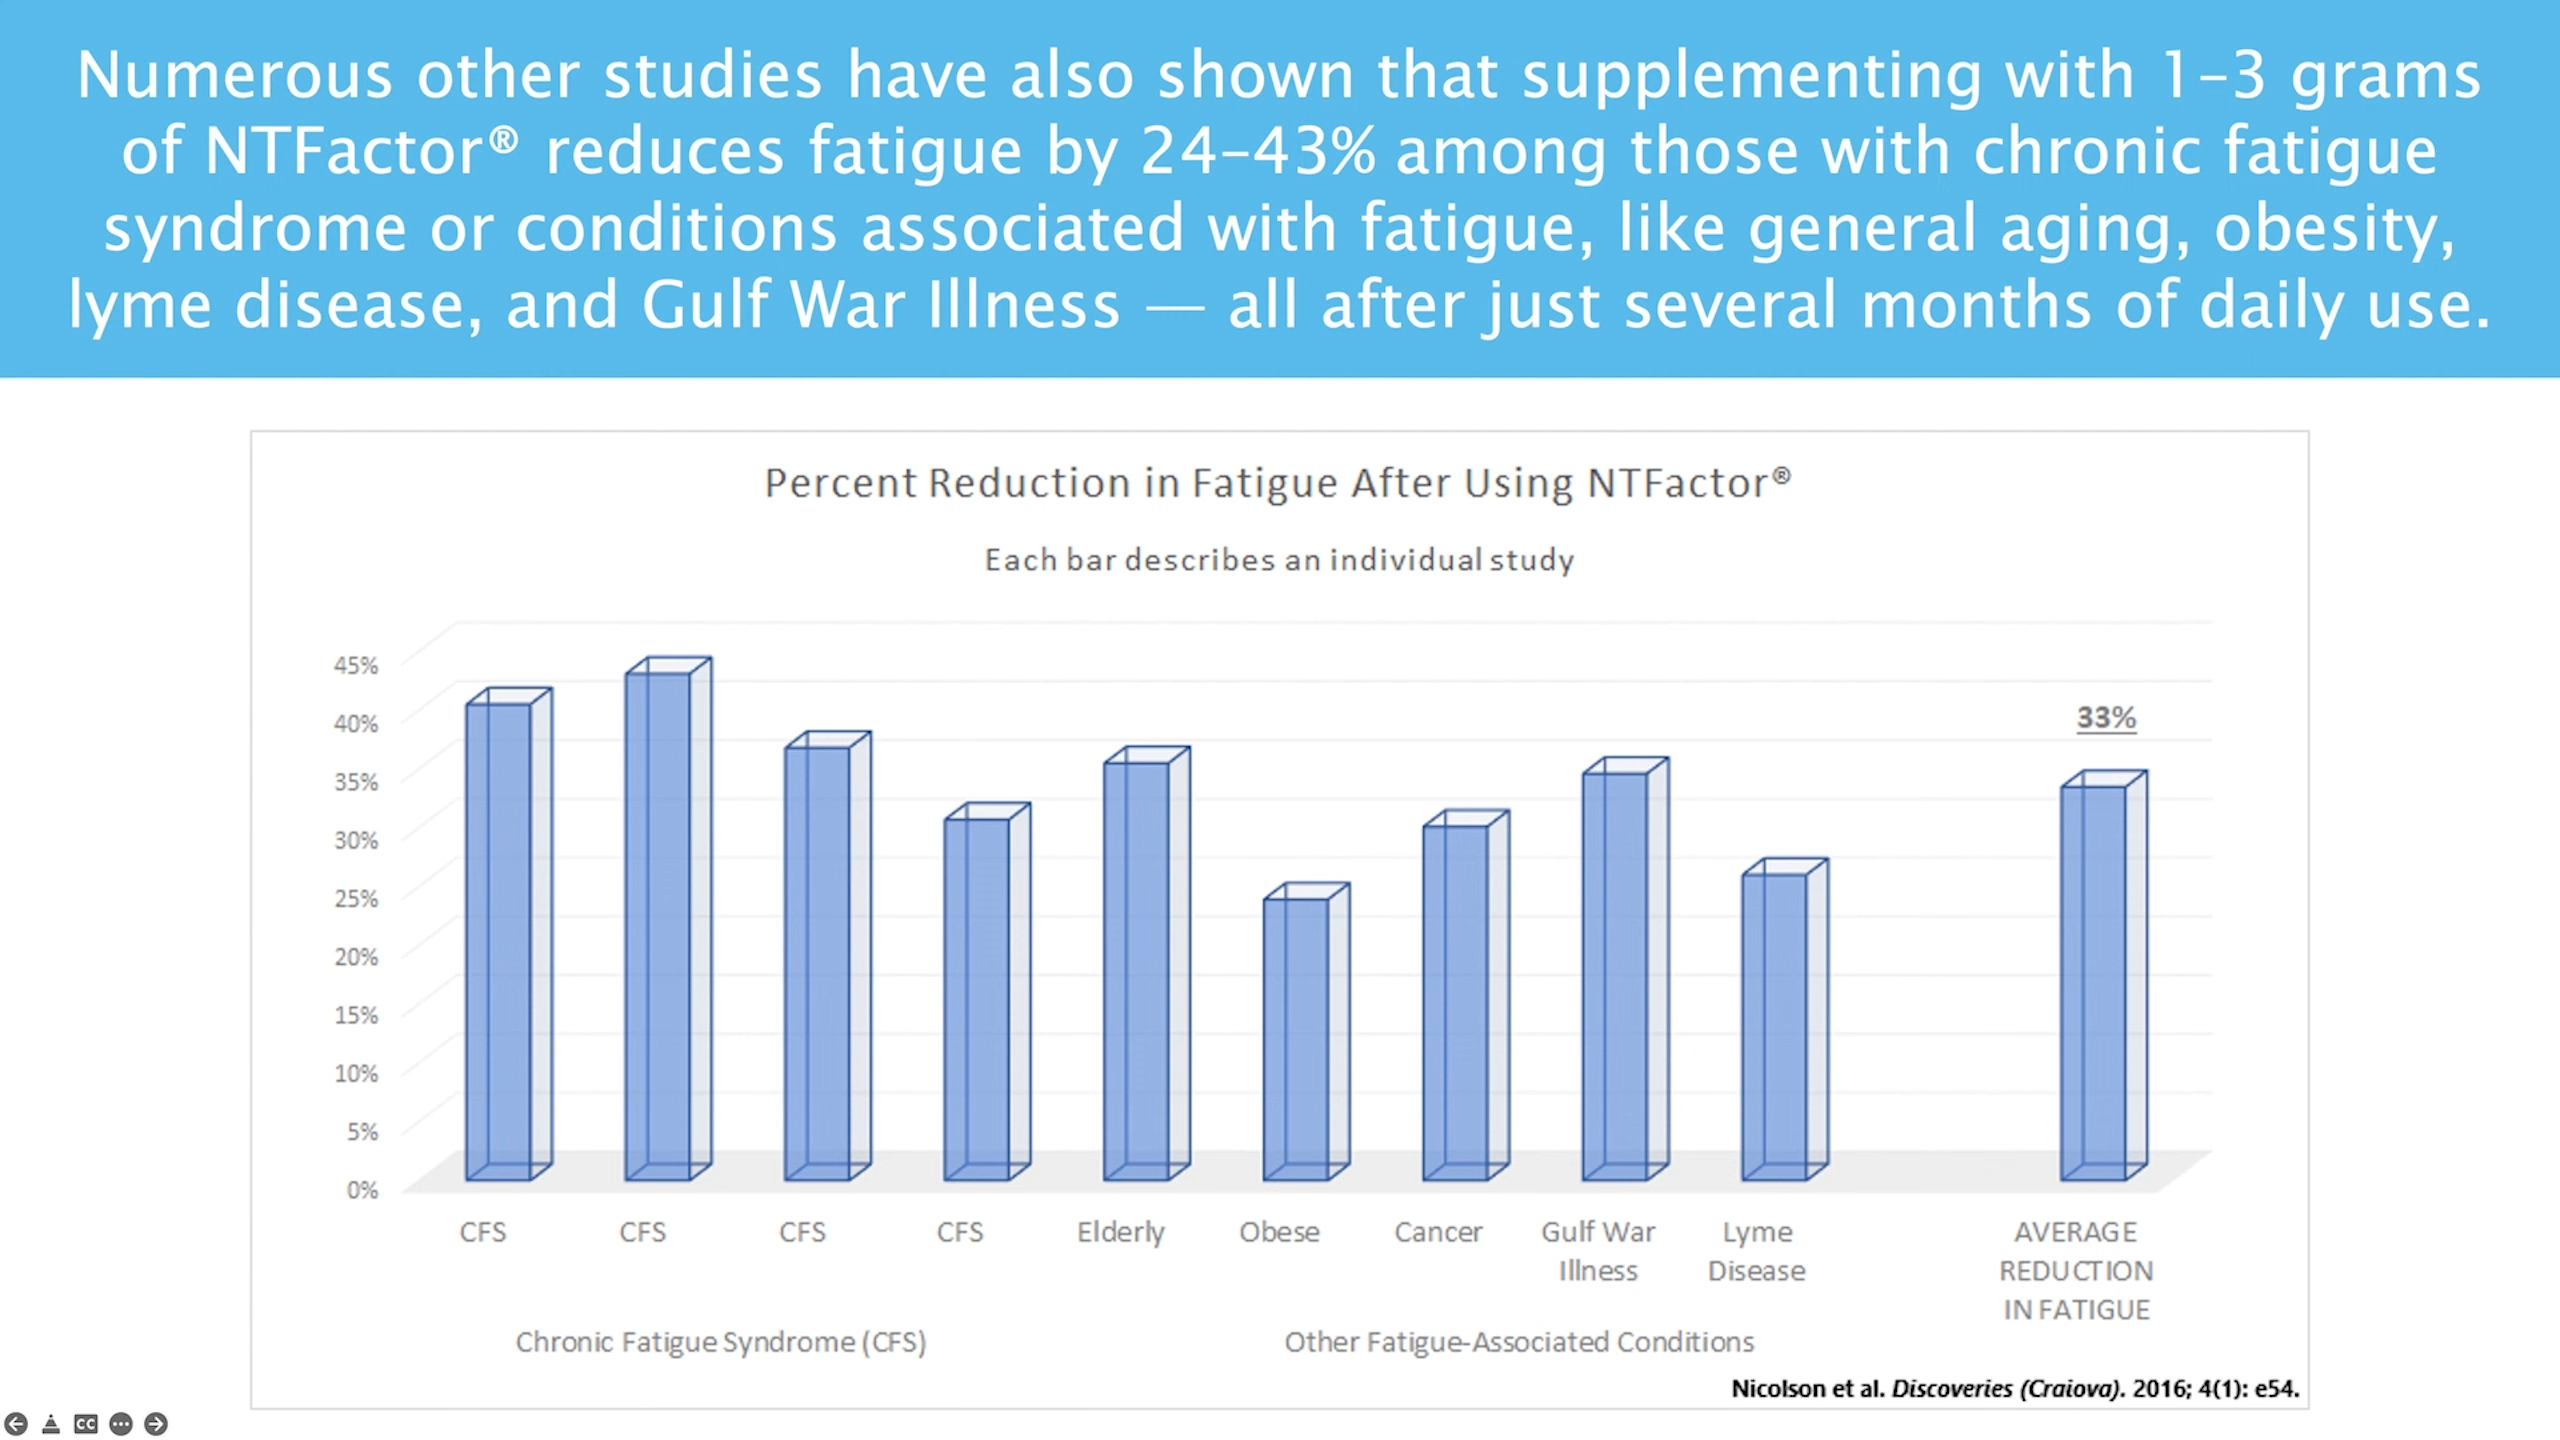 Numerous other studies have also shown that supplementing with 1–3 grams
of NTFactor® reduces fatigue by 24–43% among those with chronic fatigue
syndrome or conditions associated with fatigue, like general aging, obesity,
lyme disease, and Gulf War Illness — all after just several months of daily use.
Percent Reduction in Fatigue After Using NTFactor®
Each bar describes an individual study
45%
40%
35%
30%
25%
20%
15%
10%
5%
0%
33%
CFS CFS CFS CFS Elderly Obese Cancer Gulf War Lyme AVERAGE
Illness Disease REDUCTION
IN FATIGUE
Chronic Fatigue Syndrome (CFS) Other Fatigue-Associated Conditions
Nicolson et al. Discoveries (Craiova). 2016; 4(1): e54.
CC